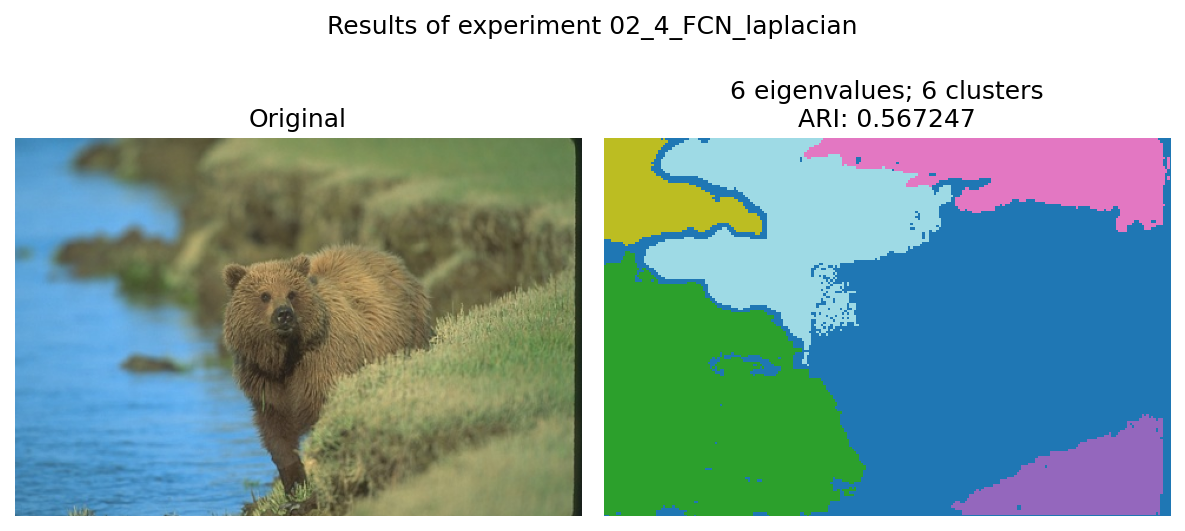 Results of experiment 02_4_FCN_laplacian
Original
6 eigenvalues; 6 clusters
ARI: 0.567247